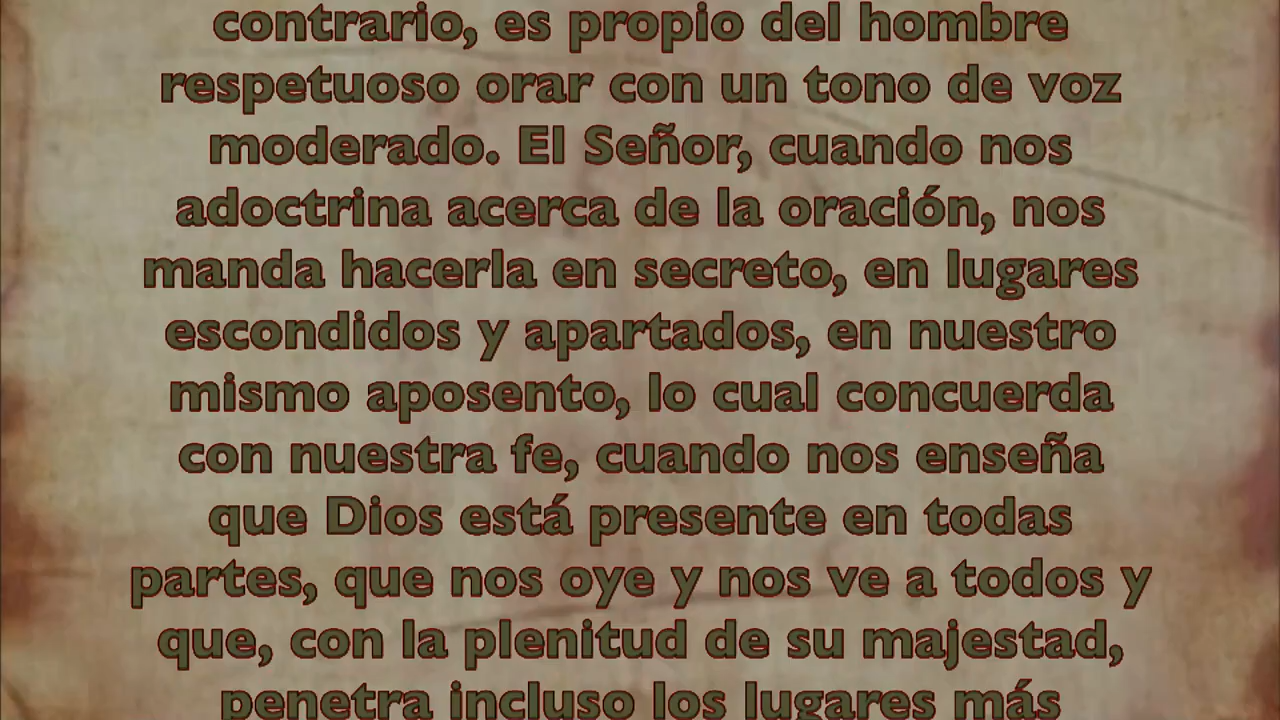 contrario, es propio del hombre
respetuoso orar con un tono de voz
moderado. El Señor, cuando nos
adoctrina acerca de la oración, nos
manda hacerla en secreto, en lugares
escondidos y apartados, en nuestro
mismo aposento, lo cual concuerda
con nuestra fe, cuando nos enseña
que Dios está presente en todas
partes, que nos oye y nos ve a todos y
que, con la plenitud de su majestad,
penetra incluso los lugares más